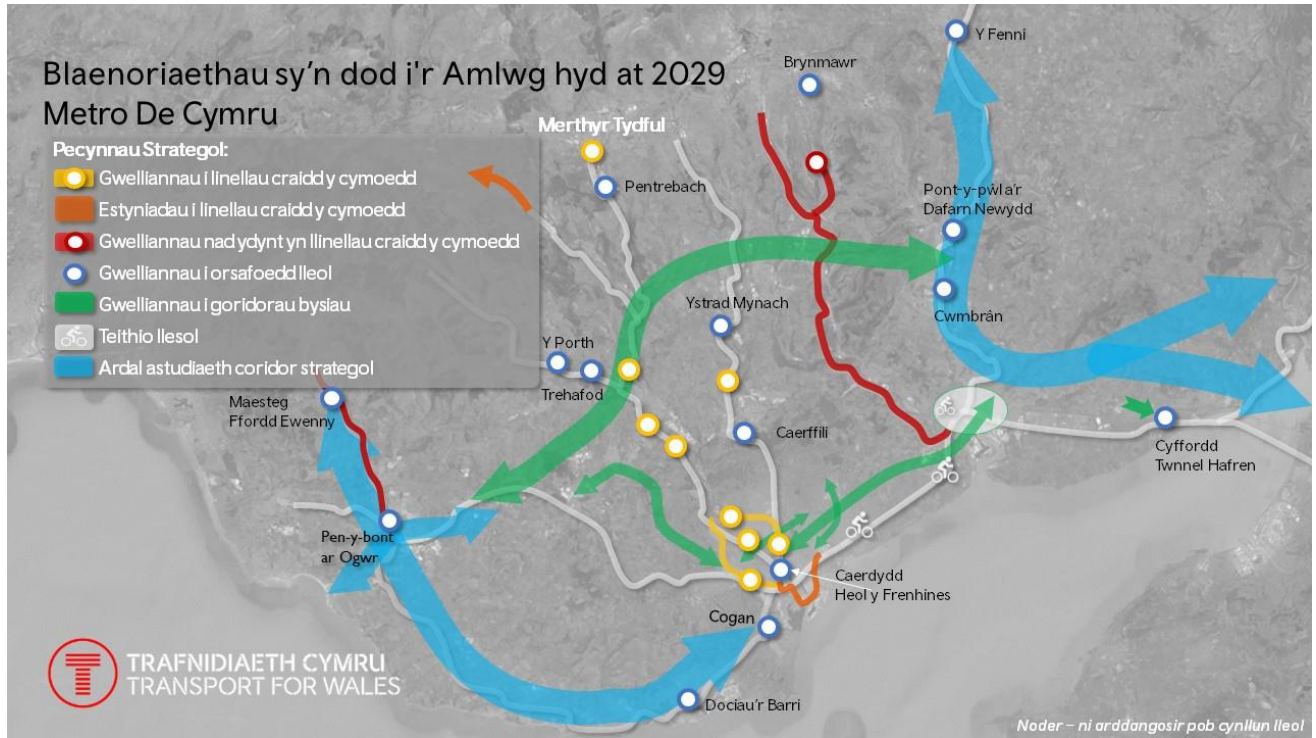 Blaenoriaethau sy'n dod i'r Amlwg hyd at 2029
Metro De Cymru
Pecynnau Strategol:
Gwelliannau i linellau craidd y cymoedd
Estyniadau i linellau craidd y cymoedd
Gwelliannau nad ydynt yn llinellau craidd y cymoedd
Gwelliannau i orsafoedd lleol
Gwelliannau i goridorau bysiau
Teithio llesol
Ardal astudiaeth coridor strategol
Y Fenni
Brynmawr
Merthyr Tydful
Pentrebach
Pont-y-pŵl a'r
Dafarn Newydd
Ystrad Mynach
Cwmbrân
Y Porth
Trehafod
Maesteg
Ffordd Ewenny
Caerffili
Cyffordd
Twnnel Hafren
Pen-y-bont
ar Ogwr
Caerdydd
Heol y Frenhines
Cogan
Dociau'r Barri
TRAFNIDIAETH CYMRU
TRANSPORT FOR WALES
Noder – ni arddangosir pob cynllun lleol